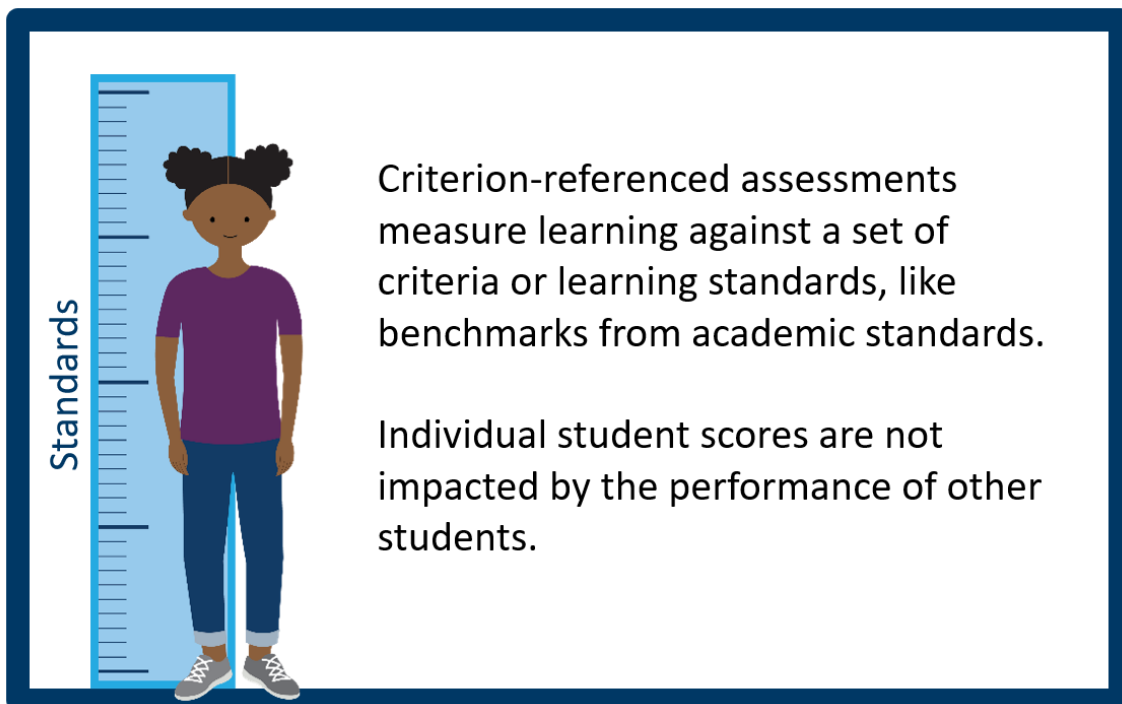 Standards
Criterion-referenced assessments
measure learning against a set of
criteria or learning standards, like
benchmarks from academic standards.
Individual student scores are not
impacted by the performance of other
students.